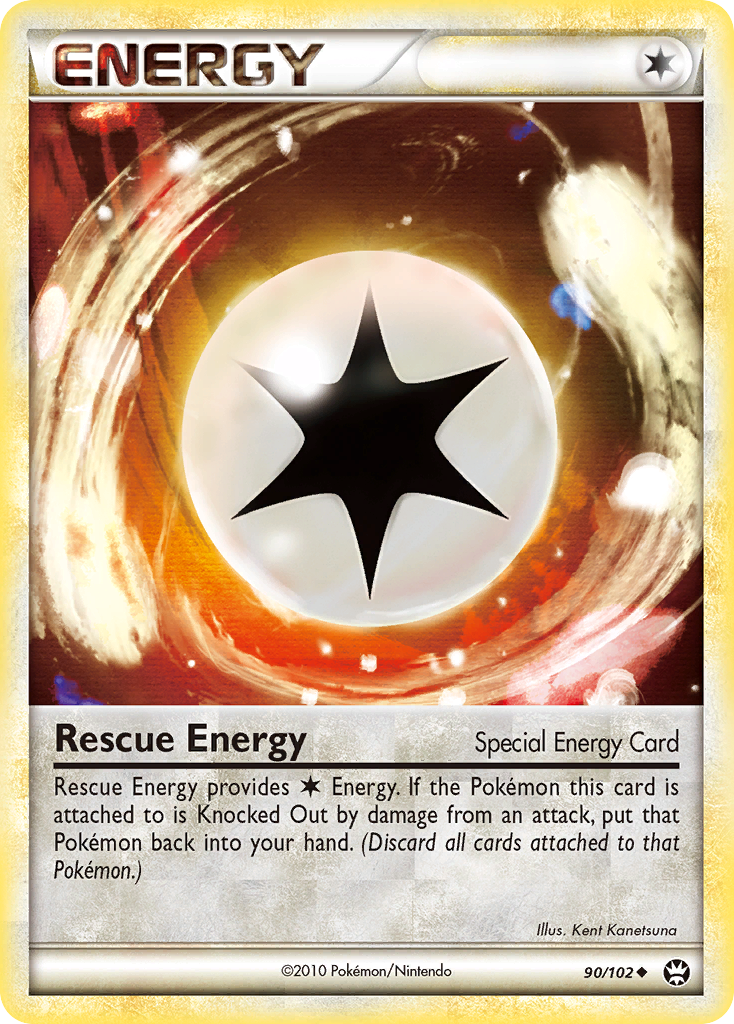 ENERGY
Rescue Energy
Special Energy Card
Rescue Energy provides Energy. If the Pokémon this card is
attached to is Knocked Out by damage from an attack, put that
Pokémon back into your hand. (Discard all cards attached to that
Pokémon.)
Illus. Kent Kanetsuna
©2010 Pokémon/Nintendo
90/102